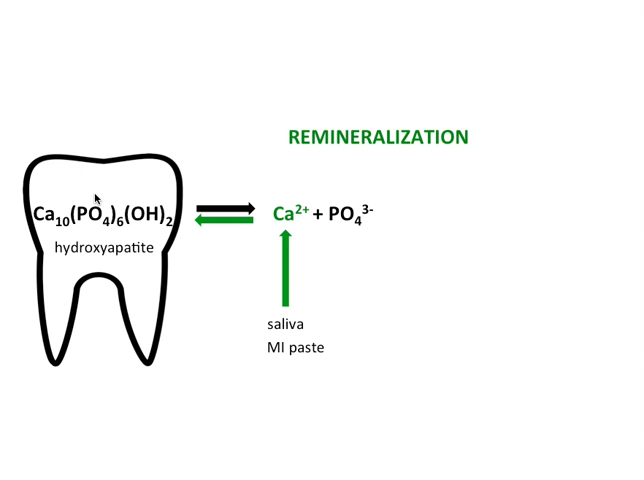 REMINERALIZATION
Ca₁₀(PO₄)₆(OH)₂
Ca²⁺ + PO₄³⁻
hydroxyapatite
saliva
MI paste